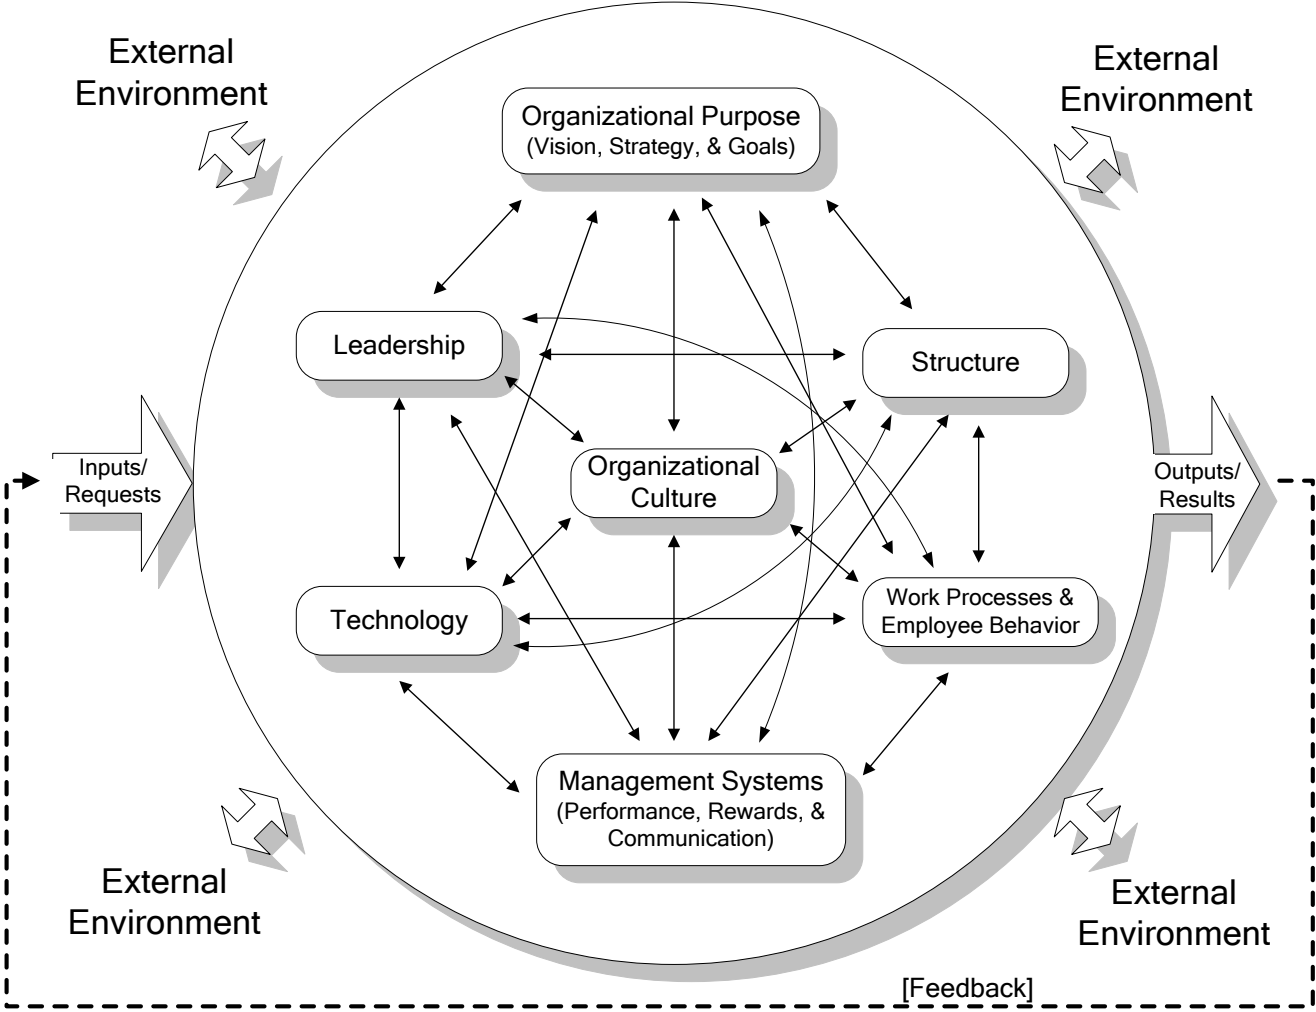 External
Environment
External
Environment
Organizational Purpose
(Vision, Strategy, & Goals)
Leadership
Structure
Inputs/
Requests
Organizational
Culture
Outputs/
Results
Technology
Work Processes &
Employee Behavior
Management Systems
(Performance, Rewards, &
Communication)
External
Environment
External
Environment
[Feedback]